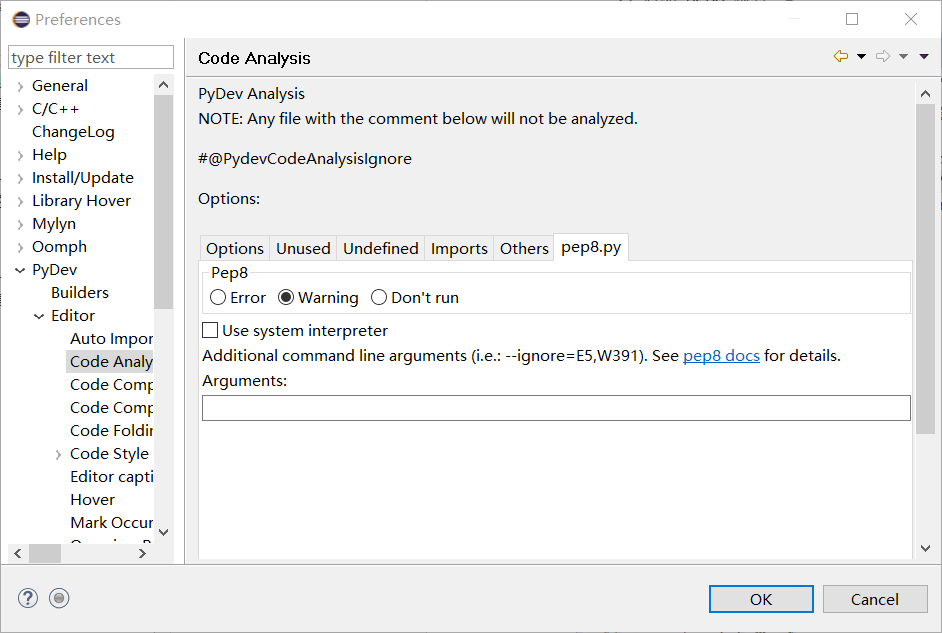 Preferences
type filter text
General
C/C++
ChangeLog
Help
Install/Update
Library Hover
Mylyn
Oomph
PyDev
Builders
Editor
Auto Impor
Code Analy
Code Comp
Code Comp
Code Foldin
Code Style
Editor capti
Hover
Mark Occur
Code Analysis
PyDev Analysis
NOTE: Any file with the comment below will not be analyzed.
#@PydevCodeAnalysisIgnore
Options:
Options Unused Undefined Imports Others pep8.py
Pep8
Error Warning Don't run
Use system interpreter
Additional command line arguments (i.e.: --ignore=E5,W391). See pep8 docs for details.
Arguments:
OK Cancel